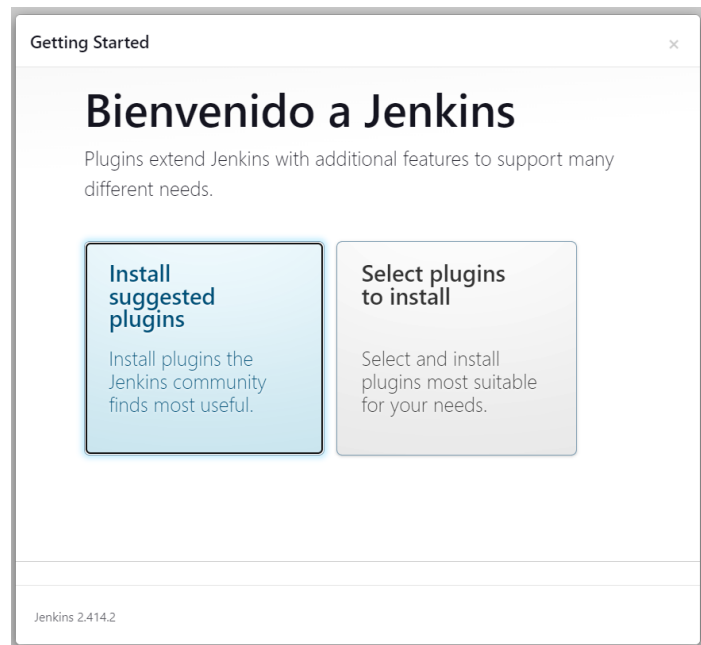 Getting Started
×
Bienvenido a Jenkins
Plugins extend Jenkins with additional features to support many
different needs.
Install
suggested
plugins
Install plugins the
Jenkins community
finds most useful.
Select plugins
to install
Select and install
plugins most suitable
for your needs.
Jenkins 2.414.2